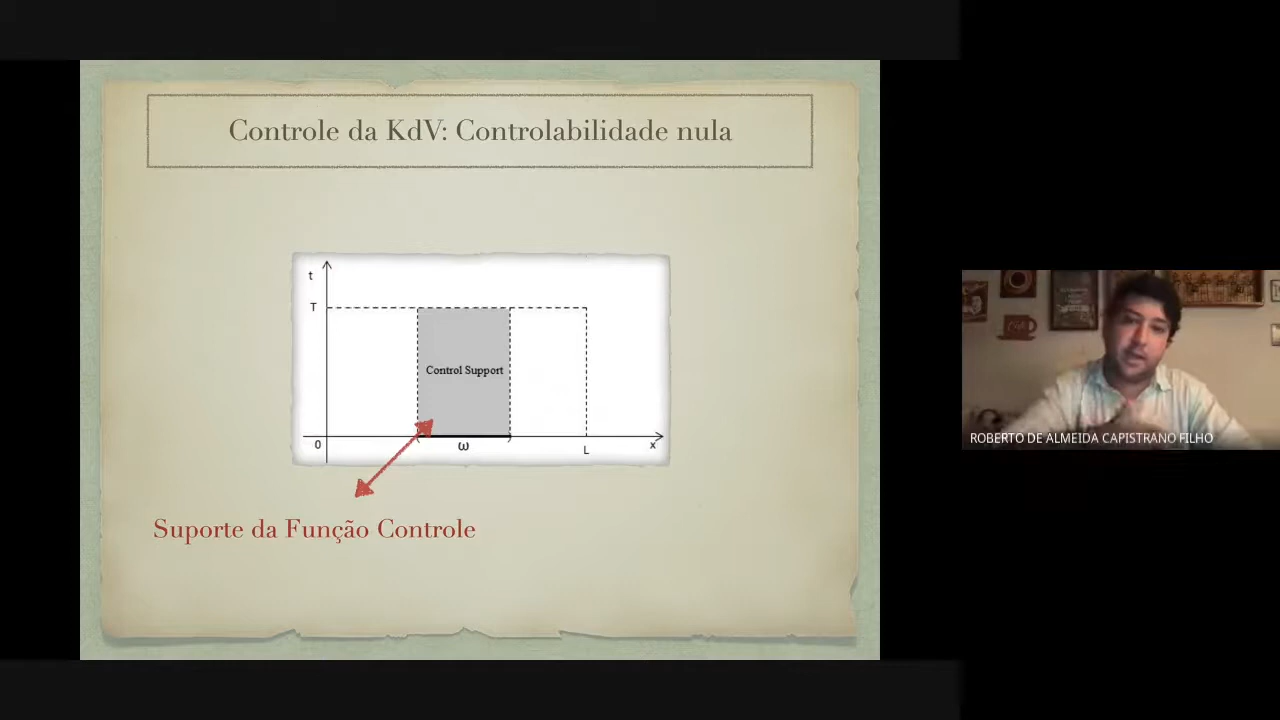 Controle da KdV: Controlabilidade nula
t
T
Control Support
0
ω
L
x
Suporte da Função Controle
ROBERTO DE ALMEIDA CAPISTRANO FILHO